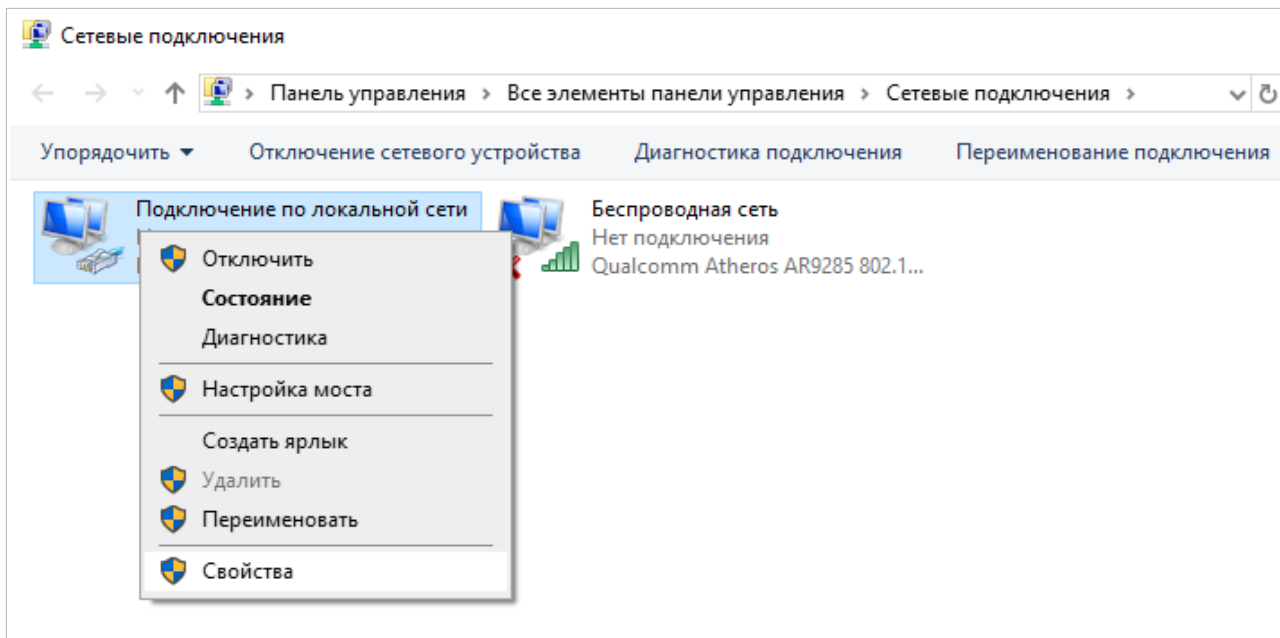 Сетевые подключения
Панель управления > Все элементы панели управления > Сетевые подключения >
Упорядочить Отключение сетевого устройства Диагностика подключения Переименование подключения
Подключение по локальной сети
Беспроводная сеть
Нет подключения
Qualcomm Atheros AR9285 802.1...
Отключить
Состояние
Диагностика
Настройка моста
Создать ярлык
Удалить
Переименовать
Свойства